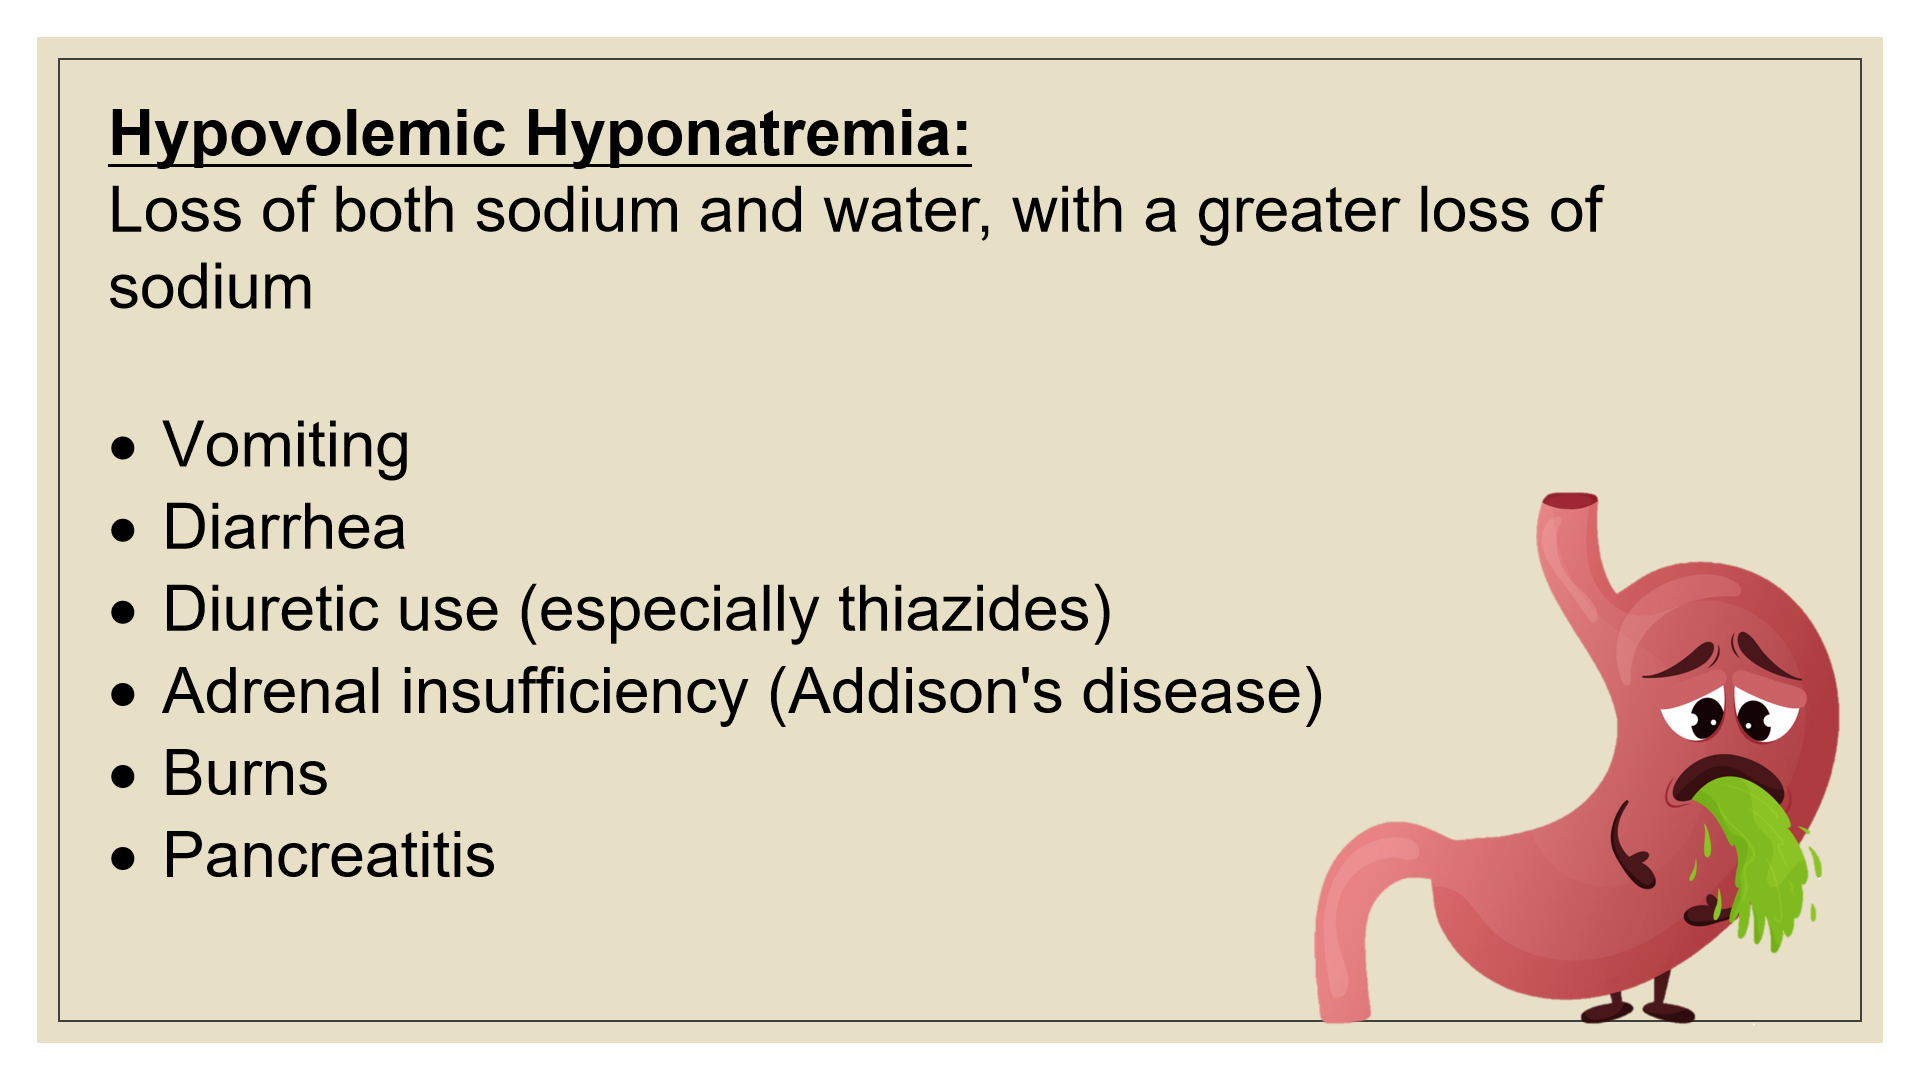 Hypovolemic Hyponatremia:
Loss of both sodium and water, with a greater loss of
sodium
• Vomiting
• Diarrhea
• Diuretic use (especially thiazides)
• Adrenal insufficiency (Addison's disease)
• Burns
• Pancreatitis